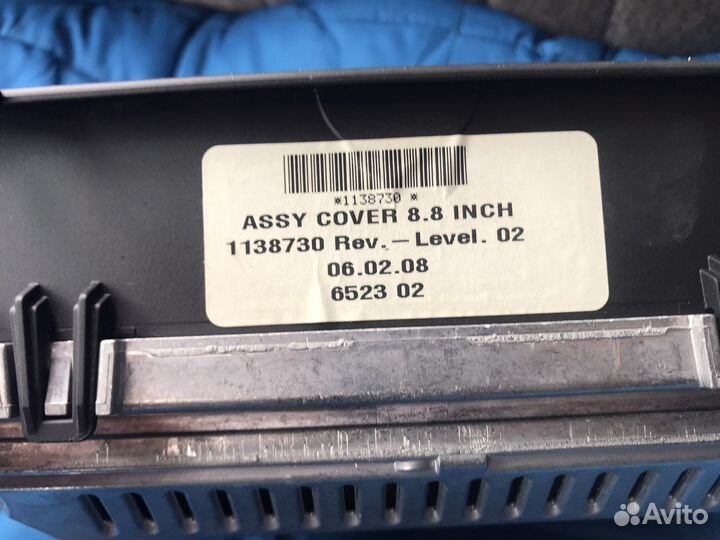 *1138730 *
ASSY COVER 8.8 INCH
1138730 Rev. – Level. 02
06.02.08
6523 02
Avito